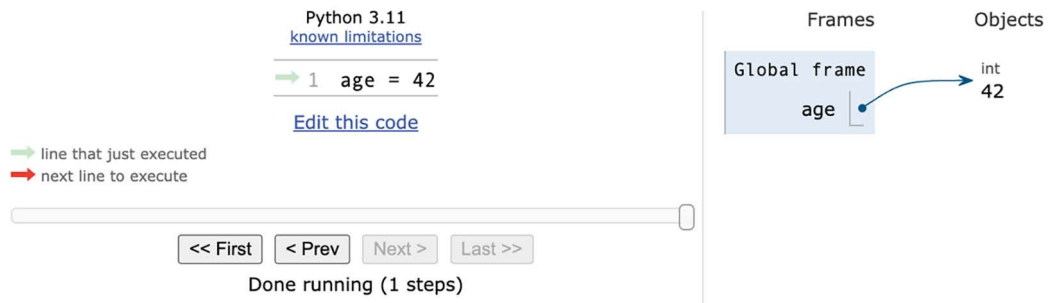 Python 3.11
known limitations
1 age = 42
Edit this code
line that just executed
next line to execute
<< First < Prev Next > Last >>
Done running (1 steps)
Frames Objects
Global frame
age
int
42